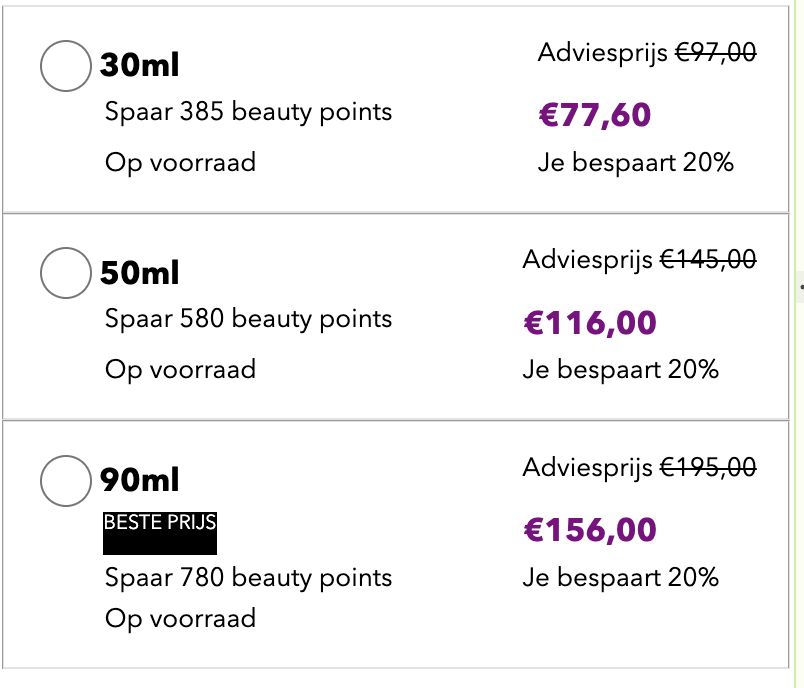 30ml
Adviesprijs €97,00
Spaar 385 beauty points
€77,60
Op voorraad
Je bespaart 20%
50ml
Adviesprijs €145,00
Spaar 580 beauty points
€116,00
Op voorraad
Je bespaart 20%
90ml
Adviesprijs €195,00
BESTE PRIJS
€156,00
Spaar 780 beauty points
Je bespaart 20%
Op voorraad